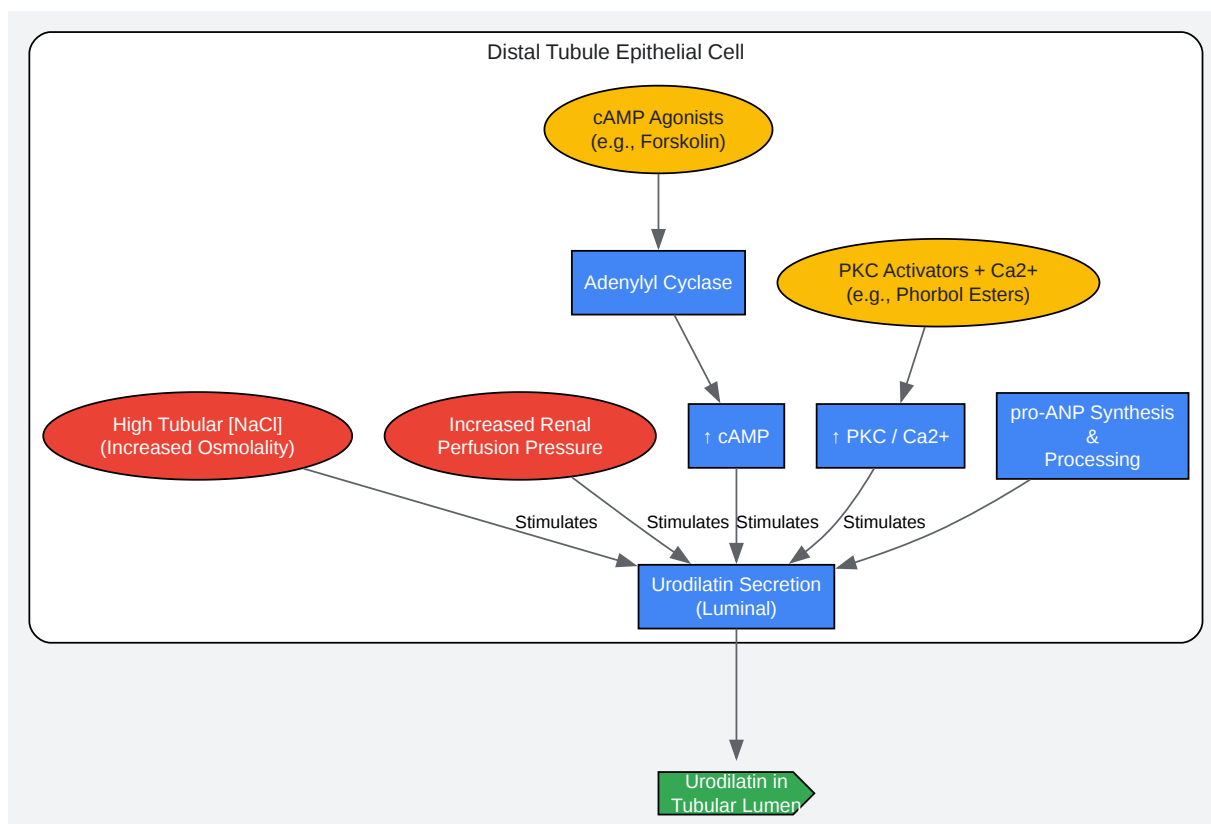 Distal Tubule Epithelial Cell
cAMP Agonists
(e.g., Forskolin)
Adenylyl Cyclase
PKC Activators + Ca2+
(e.g., Phorbol Esters)
High Tubular [NaCl]
(Increased Osmolality)
Increased Renal
Perfusion Pressure
↑ cAMP
↑ PKC / Ca2+
pro-ANP Synthesis
&
Processing
Stimulates
Stimulates
Stimulates
Stimulates
Urodilatin Secretion
(Luminal)
Urodilatin in
Tubular Lumen